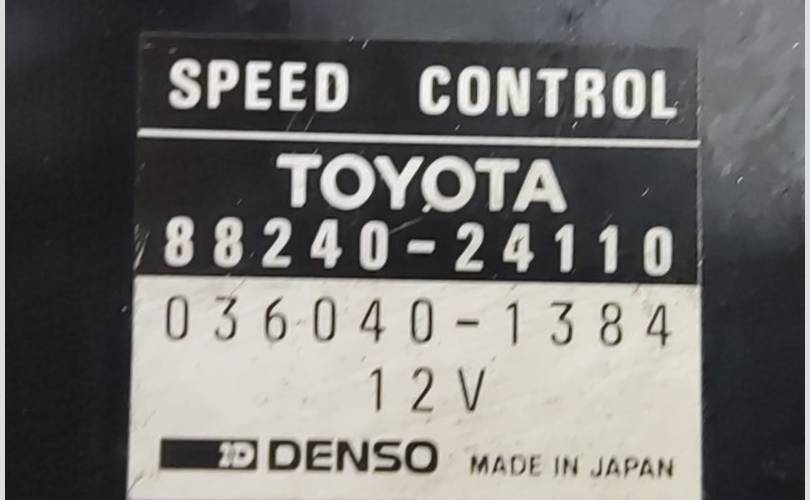 SPEED CONTROL
TOYOTA
88240-24110
036040-1384
12V
DENSO MADE IN JAPAN